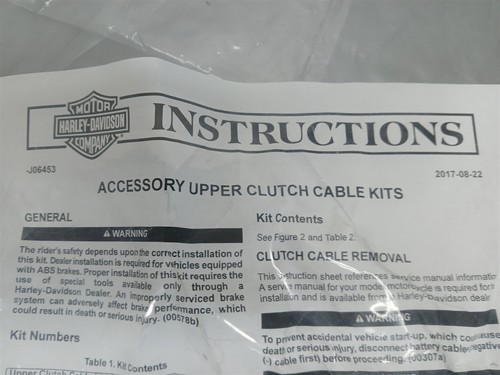 MOTOR
HARLEY-DAVIDSON
COMPANY
INSTRUCTIONS
-J06453
2017-08-22
ACCESSORY UPPER CLUTCH CABLE KITS
GENERAL
WARNING
The rider's safety depends upon the correct installation of
this kit. Dealer installation is required for vehicles equipped
with ABS brakes. Proper installation of this kit requires the
use of special tools available only through a
Harley-Davidson Dealer. An improperly serviced brake
system can adversely affect brake performance, which
could result in death or serious injury. (00578b)
Kit Numbers
Table 1. Kit Contents
Upper Clutch
Kit Contents
See Figure 2 and Table 2.
CLUTCH CABLE REMOVAL
This instruction sheet references service manual informatio
A service manual for your model motorcycle is required for
installation and is available from a Harley-Davidson deale
WARNING
To prevent accidental vehicle start-up, which could cause
death or serious injury, disconnect battery cables (negative
(-) cable first) before proceeding. (00307a)